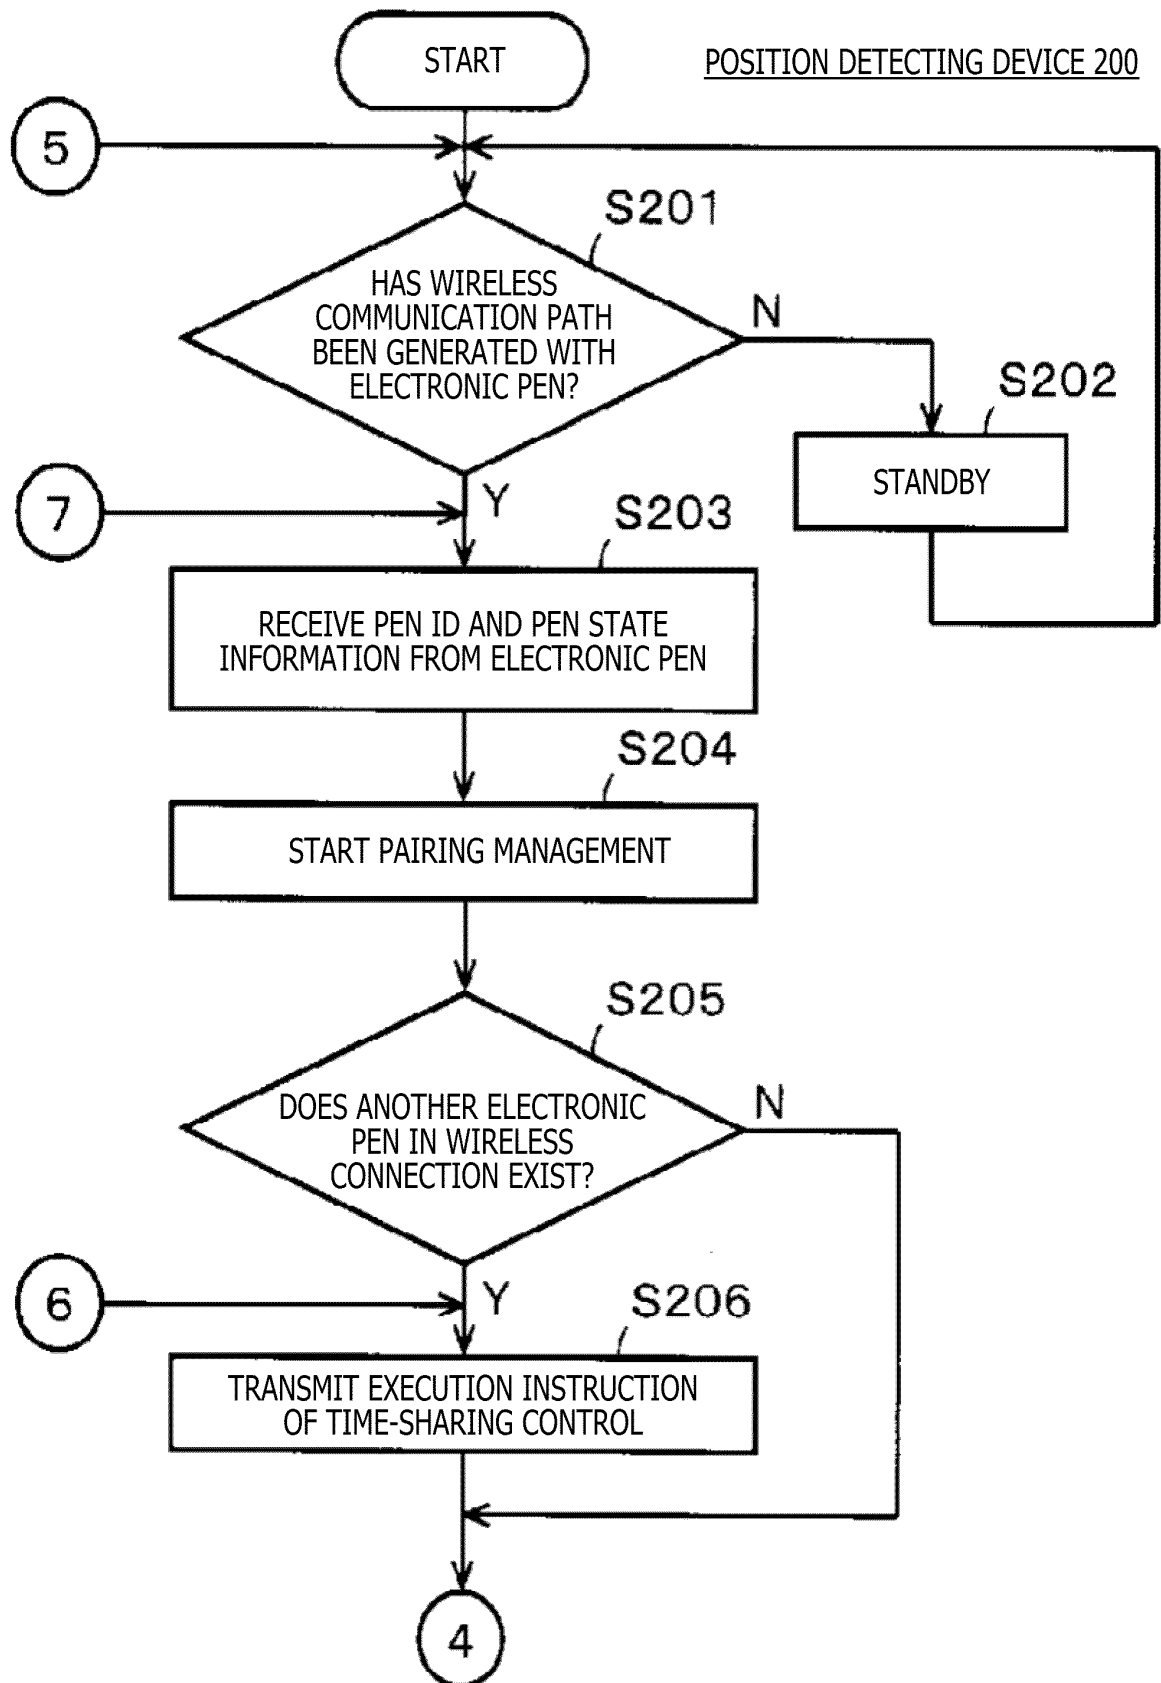 START
POSITION DETECTING DEVICE 200
5
S201
HAS WIRELESS
COMMUNICATION PATH
BEEN GENERATED WITH
ELECTRONIC PEN?
N
S202
STANDBY
7
Y
S203
RECEIVE PEN ID AND PEN STATE
INFORMATION FROM ELECTRONIC PEN
S204
START PAIRING MANAGEMENT
S205
DOES ANOTHER ELECTRONIC
PEN IN WIRELESS
CONNECTION EXIST?
N
6
Y
S206
TRANSMIT EXECUTION INSTRUCTION
OF TIME-SHARING CONTROL
4